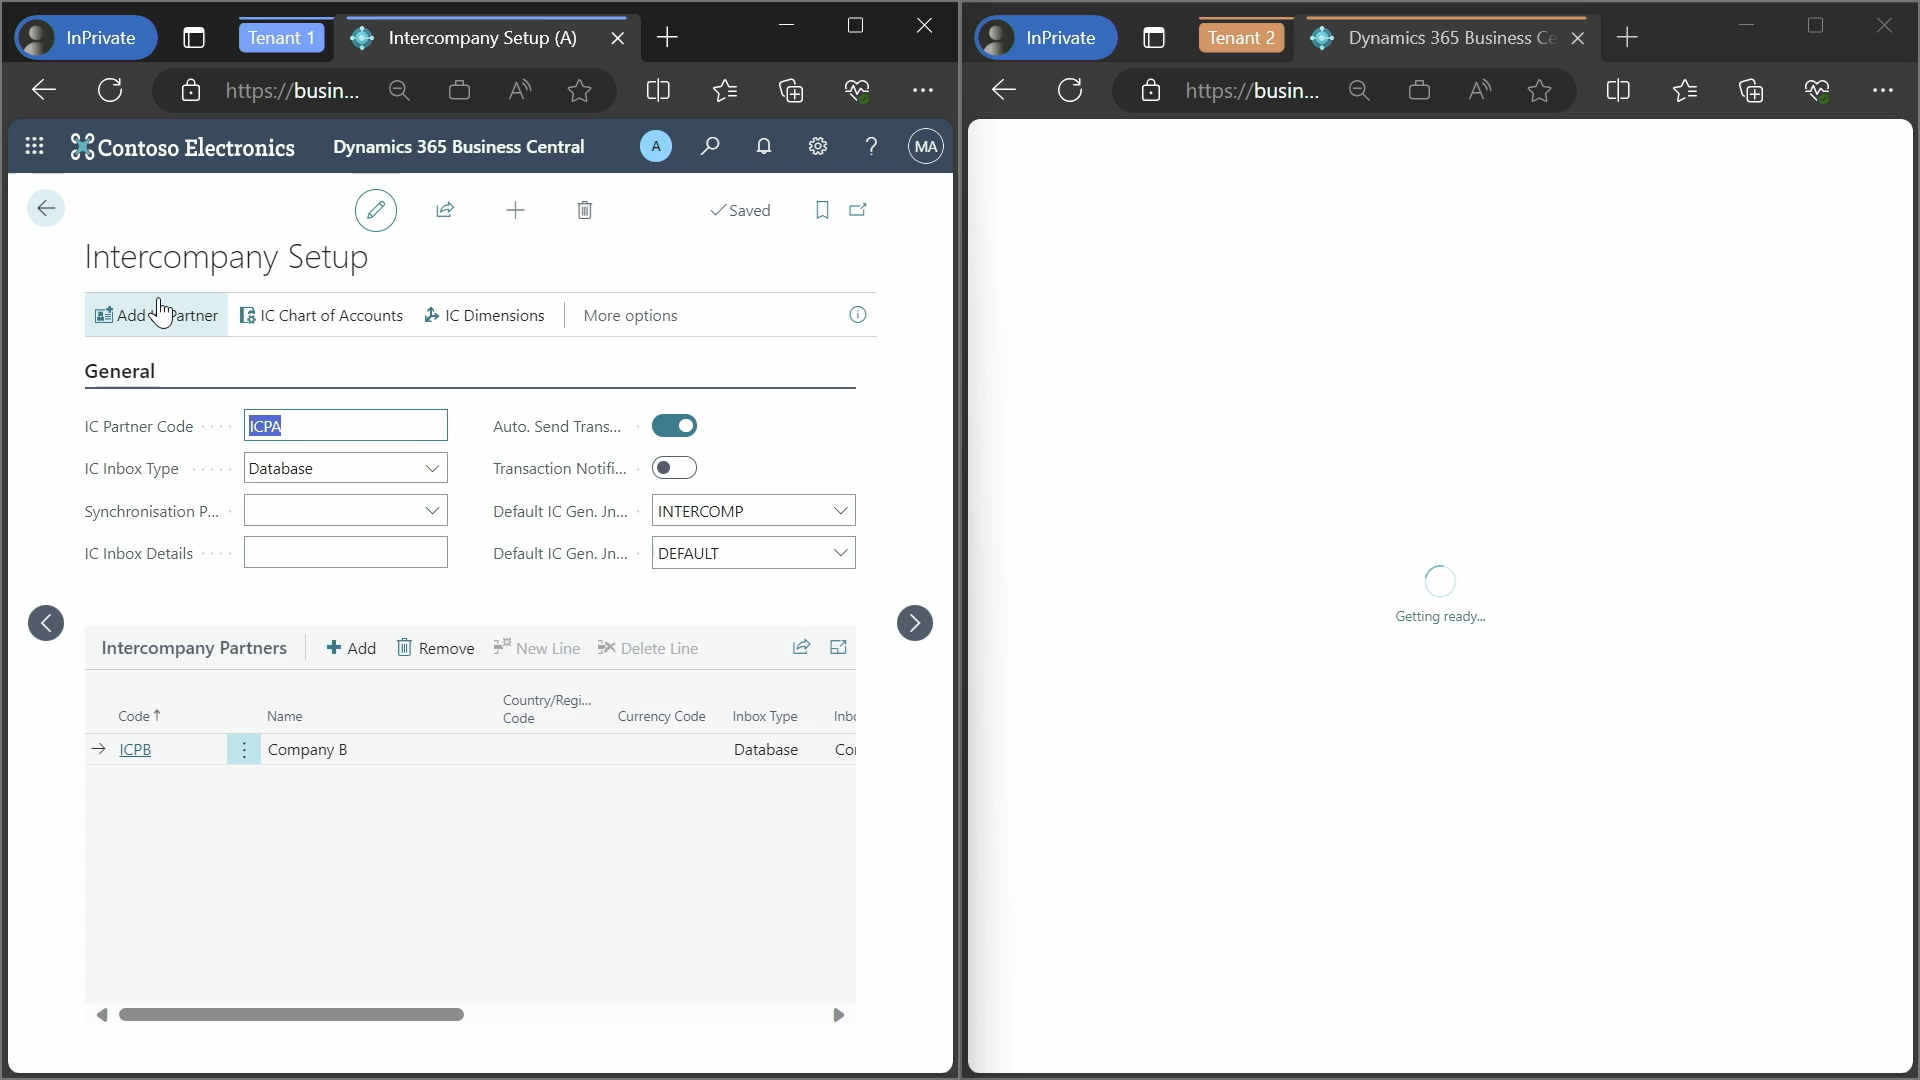 InPrivate
Tenant 1
Intercompany Setup (A)
https://busin...
Contoso Electronics
Dynamics 365 Business Central
A
MA
Saved
Intercompany Setup
Add Partner
IC Chart of Accounts
IC Dimensions
More options
General
IC Partner Code
ICPA
Auto. Send Trans...
IC Inbox Type
Database
Transaction Notifi...
Synchronisation P...
Default IC Gen. Jn...
INTERCOMP
IC Inbox Details
Default IC Gen. Jn...
DEFAULT
Intercompany Partners
Add
Remove
New Line
Delete Line
Code
Name
Country/Regi...
Code
Currency Code
Inbox Type
Inbo
ICPB
Company B
Database
Cor
InPrivate
Tenant 2
Dynamics 365 Business Ce
https://busin...
Getting ready...